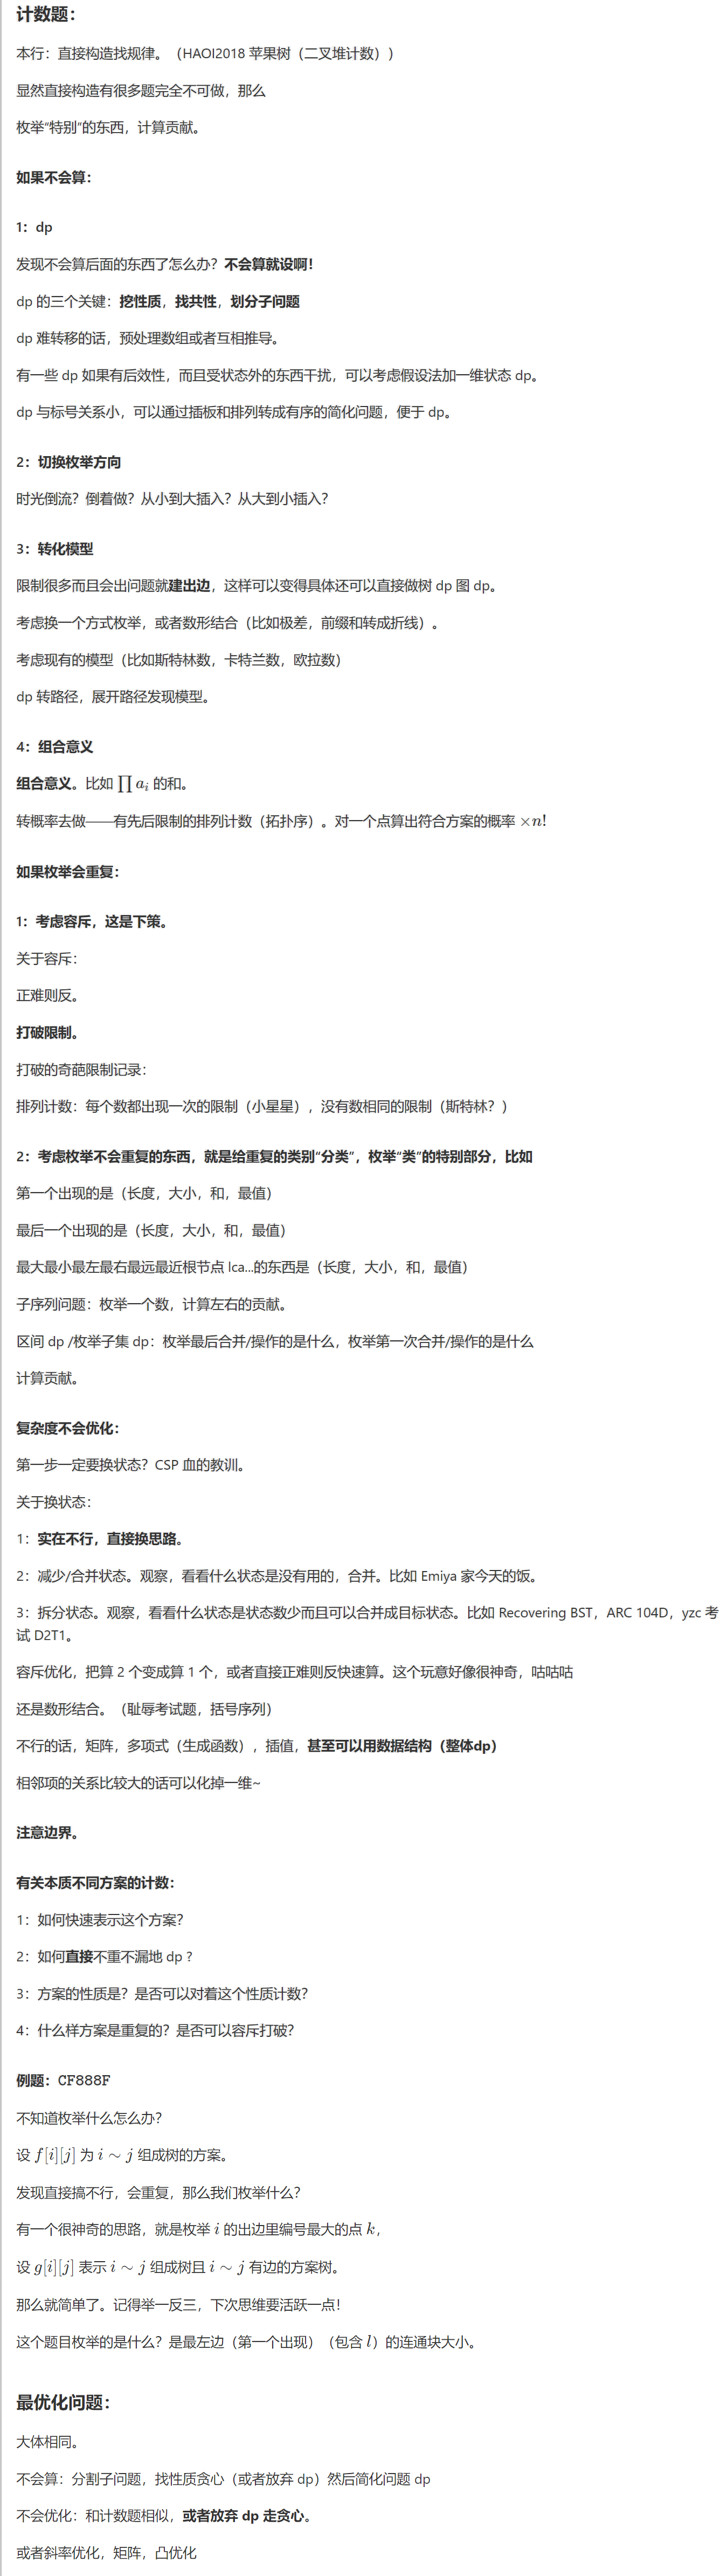 计数题：
本行：直接构造找规律。（HAOI2018 苹果树（二叉堆计数））
显然直接构造有很多题完全不可做，那么
枚举“特别”的东西，计算贡献。
如果不会算：
1：dp
发现不会算后面的东西了怎么办？不会算就设啊！
dp 的三个关键：挖性质，找共性，划分子问题
dp 难转移的话，预处理数组或者互相推导。
有一些 dp 如果有后效性，而且受状态外的东西干扰，可以考虑假设法加一维状态 dp。
dp 与标号关系小，可以通过插板和排列转成有序的简化问题，便于 dp。
2：切换枚举方向
时光倒流？倒着做？从小到大插入？从大到小插入？
3：转化模型
限制很多而且会出问题就建出边，这样可以变得具体还可以直接做树 dp 图 dp。
考虑换一个方式枚举，或者数形结合（比如极差，前缀和转成折线）。
考虑现有的模型（比如斯特林数，卡特兰数，欧拉数）
dp 转路径，展开路径发现模型。
4：组合意义
组合意义。比如 ∏ a_i 的和。
转概率去做——有先后限制的排列计数（拓扑序）。对一个点算出符合方案的概率 ×n!
如果枚举会重复：
1：考虑容斥，这是下策。
关于容斥：
正难则反。
打破限制。
打破的奇葩限制记录：
排列计数：每个数都出现一次的限制（小星星），没有数相同的限制（斯特林？）
2：考虑枚举不会重复的东西，就是给重复的类别“分类”，枚举“类”的特别部分，比如
第一个出现的是（长度，大小，和，最值）
最后一个出现的是（长度，大小，和，最值）
最大最小最左最右最远最近根节点 lca...的东西是（长度，大小，和，最值）
子序列问题：枚举一个数，计算左右的贡献。
区间 dp /枚举子集 dp：枚举最后合并/操作的是什么，枚举第一次合并/操作的是什么
计算贡献。
复杂度不会优化：
第一步一定要换状态？CSP 血的教训。
关于换状态：
1：实在不行，直接换思路。
2：减少/合并状态。观察，看看什么状态是没有用的，合并。比如 Emiya 家今天的饭。
3：拆分状态。观察，看看什么状态是状态数少而且可以合并成目标状态。比如 Recovering BST，ARC 104D，yzc 考
试 D2T1。
容斥优化，把算 2 个变成算 1 个，或者直接正难则反快速算。这个玩意好像很神奇，咕咕咕
还是数形结合。（耻辱考试题，括号序列）
不行的话，矩阵，多项式（生成函数），插值，甚至可以用数据结构（整体dp）
相邻项的关系比较大的话可以化掉一维~
注意边界。
有关本质不同方案的计数：
1：如何快速表示这个方案？
2：如何直接不重不漏地 dp？
3：方案的性质是？是否可以对着这个性质计数？
4：什么样方案是重复的？是否可以容斥打破？
例题：CF888F
不知道枚举什么怎么办？
设 f[i][j] 为 i ∼ j 组成树的方案。
发现直接搞不行，会重复，那么我们枚举什么？
有一个很神奇的思路，就是枚举 i 的出边里编号最大的点 k，
设 g[i][j] 表示 i ∼ j 组成树且 i ∼ j 有边的方案树。
那么就简单了。记得举一反三，下次思维要活跃一点！
这个题目枚举的是什么？是最左边（第一个出现）（包含 l）的连通块大小。
最优化问题：
大体相同。
不会算：分割子问题，找性质贪心（或者放弃 dp）然后简化问题 dp
不会优化：和计数题相似，或者放弃 dp 走贪心。
或者斜率优化，矩阵，凸优化